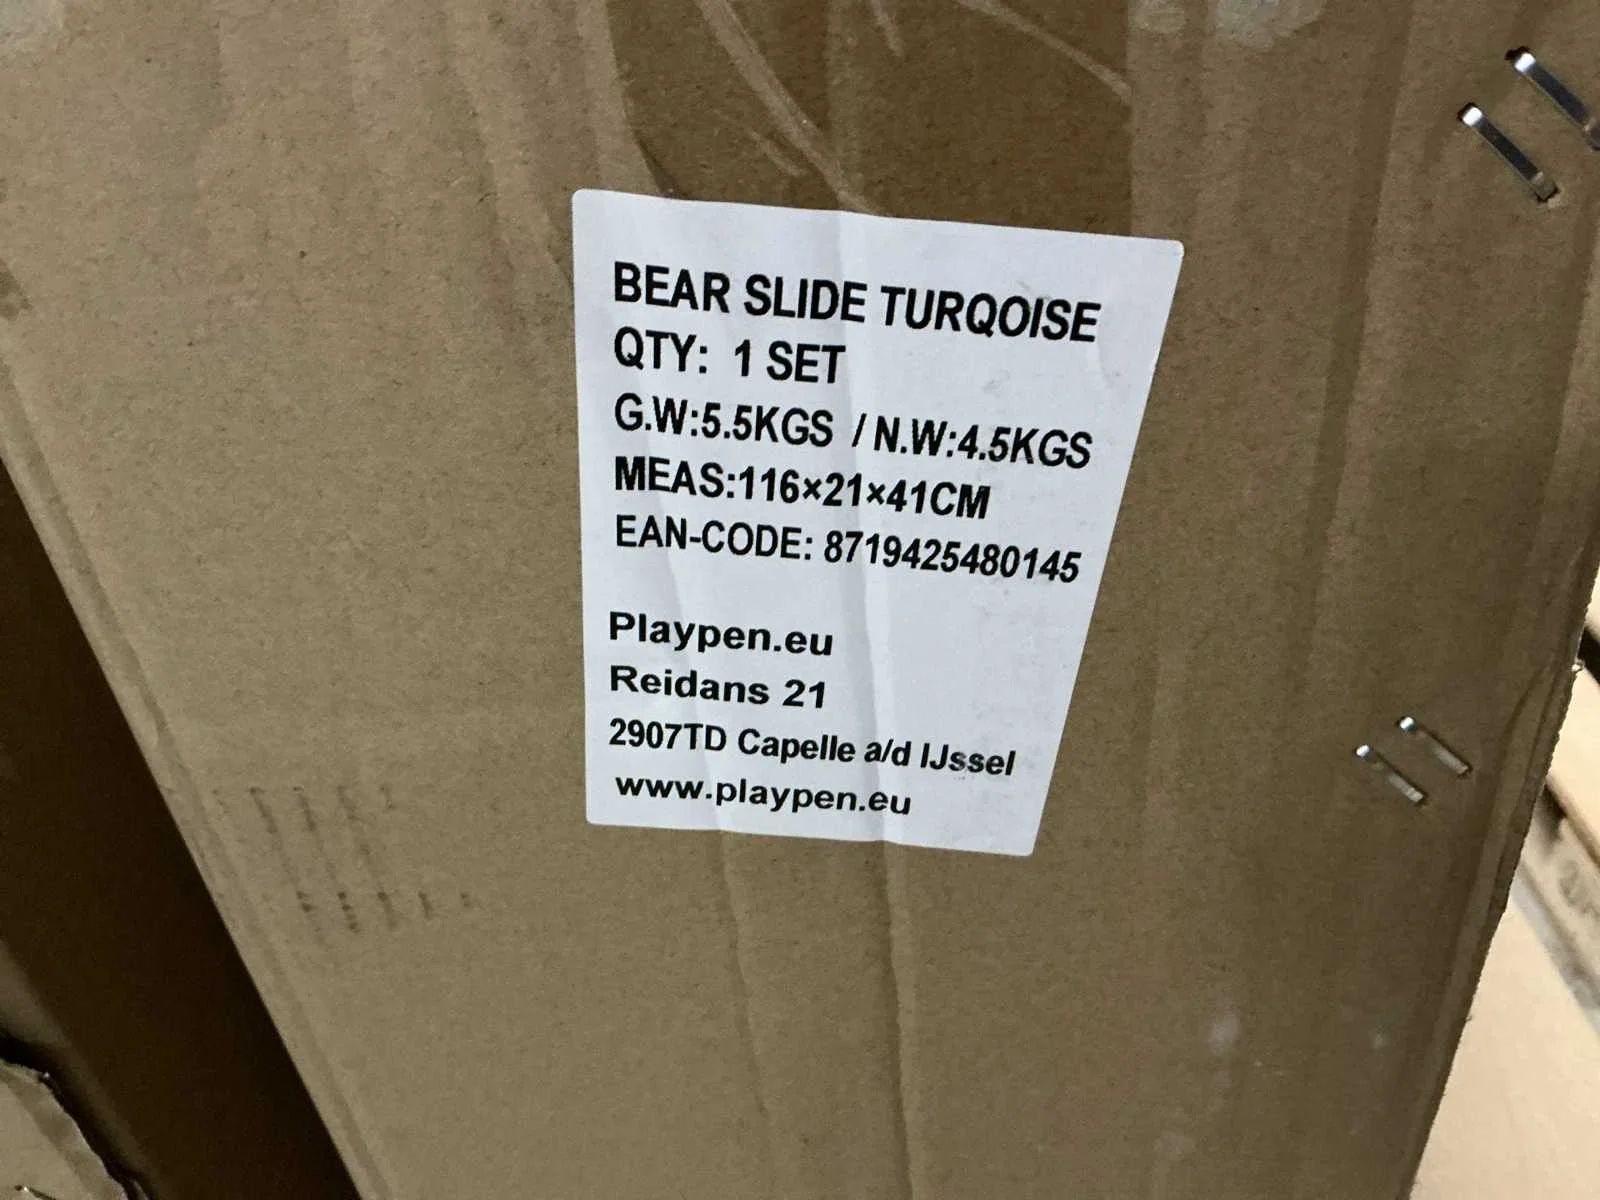 BEAR SLIDE TURQOISE
QTY: 1 SET
G.W:5.5KGS / N.W:4.5KGS
MEAS:116×21×41CM
EAN-CODE: 8719425480145
Playpen.eu
Reidans 21
2907TD Capelle a/d IJssel
www.playpen.eu